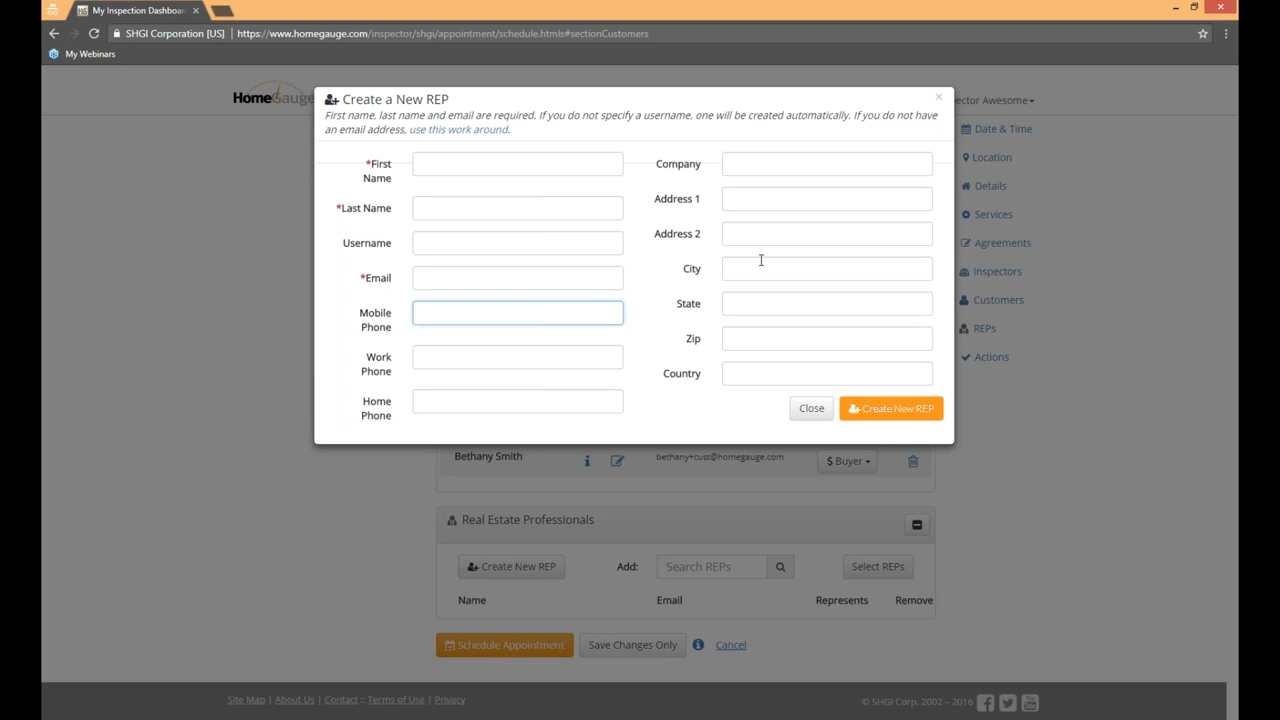 My Inspection Dashboa
SHGI Corporation [US] | https://www.homegauge.com/inspector/shgi/appointment/schedule.htmls#sectionCustomers
My Webinars
HomeGauge
ector Awesome
Create a New REP
×
First name, last name and email are required. If you do not specify a username, one will be created automatically. If you do not have
an email address, use this work around.
*First
Name
*Last Name
Username
*Email
Mobile
Phone
Work
Phone
Home
Phone
Company
Address 1
Address 2
City
State
Zip
Country
Close
Create New REP
Date & Time
Location
Details
Services
Agreements
Inspectors
Customers
REPs
Actions
Bethany Smith bethany+cust@homegauge.com $ Buyer
Real Estate Professionals
Create New REP Add: Search REPs Select REPs
Name Email Represents Remove
Schedule Appointment Save Changes Only Cancel
Site Map | About Us | Contact :: Terms of Use | Privacy
© SHGI Corp. 2002 - 2016